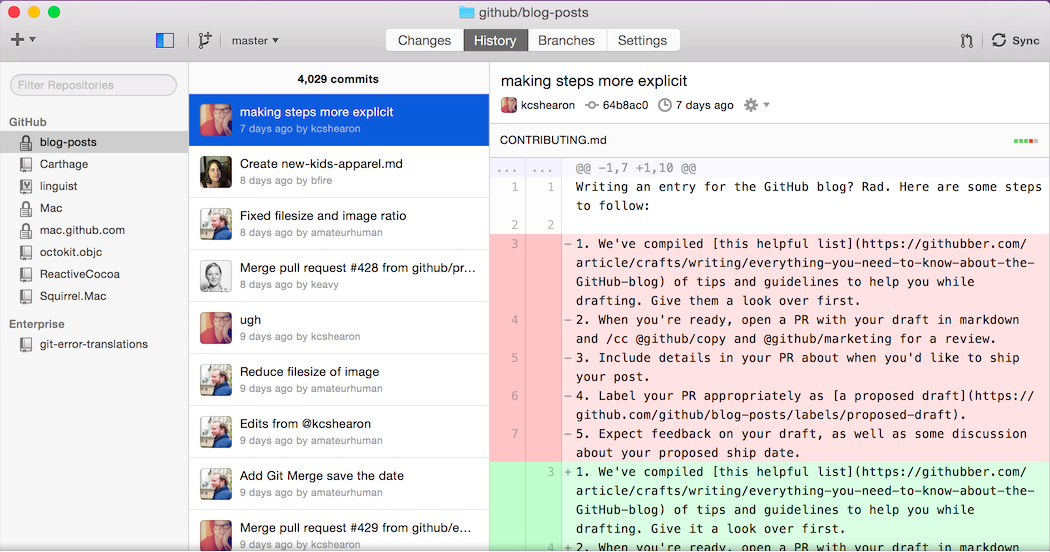 github/blog-posts
master
Changes
History
Branches
Settings
Sync
Filter Repositories
GitHub
blog-posts
Carthage
linguist
Mac
mac.github.com
octokit.objc
ReactiveCocoa
Squirrel.Mac
Enterprise
git-error-translations
4,029 commits
making steps more explicit
7 days ago by kcshearon
Create new-kids-apparel.md
8 days ago by bfire
Fixed filesize and image ratio
8 days ago by amateurhuman
Merge pull request #428 from github/pr...
8 days ago by keavy
ugh
9 days ago by kcshearon
Reduce filesize of image
9 days ago by amateurhuman
Edits from @kcshearon
9 days ago by amateurhuman
Add Git Merge save the date
9 days ago by amateurhuman
Merge pull request #429 from github/e...
9 days ago by kcshearon
making steps more explicit
kcshearon 64b8ac0 7 days ago
CONTRIBUTING.md
... ... @@ -1,7 +1,10 @@
1 1 Writing an entry for the GitHub blog? Rad. Here are some steps
to follow:
2 2
3 -1. We've compiled [this helpful list](https://githubber.com/
article/crafts/writing/everything-you-need-to-know-about-the-
GitHub-blog) of tips and guidelines to help you while
drafting. Give them a look over first.
4 -2. When you're ready, open a PR with your draft in markdown
and /cc @github/copy and @github/marketing for a review.
5 -3. Include details in your PR about when you'd like to ship
your post.
6 -4. Label your PR appropriately as [a proposed draft](https://
github.com/github/blog-posts/labels/proposed-draft).
7 -5. Expect feedback on your draft, as well as some discussion
about your proposed ship date.
3 +1. We've compiled [this helpful list](https://githubber.com/
article/crafts/writing/everything-you-need-to-know-about-the-
GitHub-blog) of tips and guidelines to help you while
drafting. Give it a look over first.
4 +2. When you're ready, open a PR with your draft in markdown